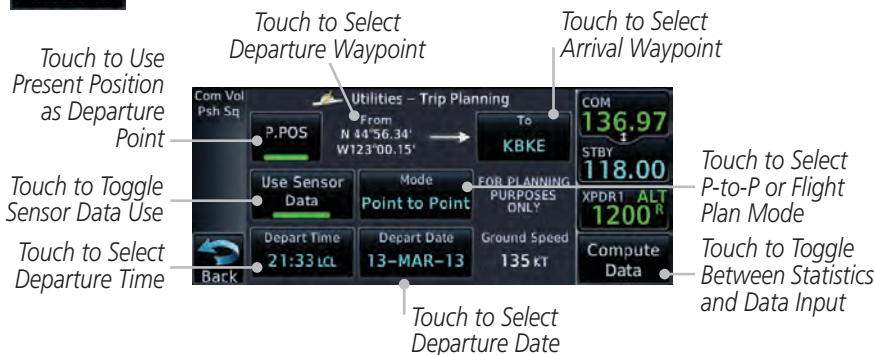 Touch to Select
Departure Waypoint
Touch to Select
Arrival Waypoint
Touch to Use
Present Position
as Departure
Point
Touch to Toggle
Sensor Data Use
Touch to Select
Departure Time
Com Vol
Psh Sq
Utilities – Trip Planning
P.POS
From
N 44°56.34'
W123°00.15'
To
KBKE
COM
136.97
STBY
118.00
Use Sensor
Data
Mode
Point to Point
FOR PLANNING
PURPOSES
ONLY
XPDR1 ALT
1200 R
Back
Depart Time
21:33 LCL
Depart Date
13-MAR-13
Ground Speed
135 KT
Compute
Data
Touch to Select
P-to-P or Flight
Plan Mode
Touch to Toggle
Between Statistics
and Data Input
Touch to Select
Departure Date